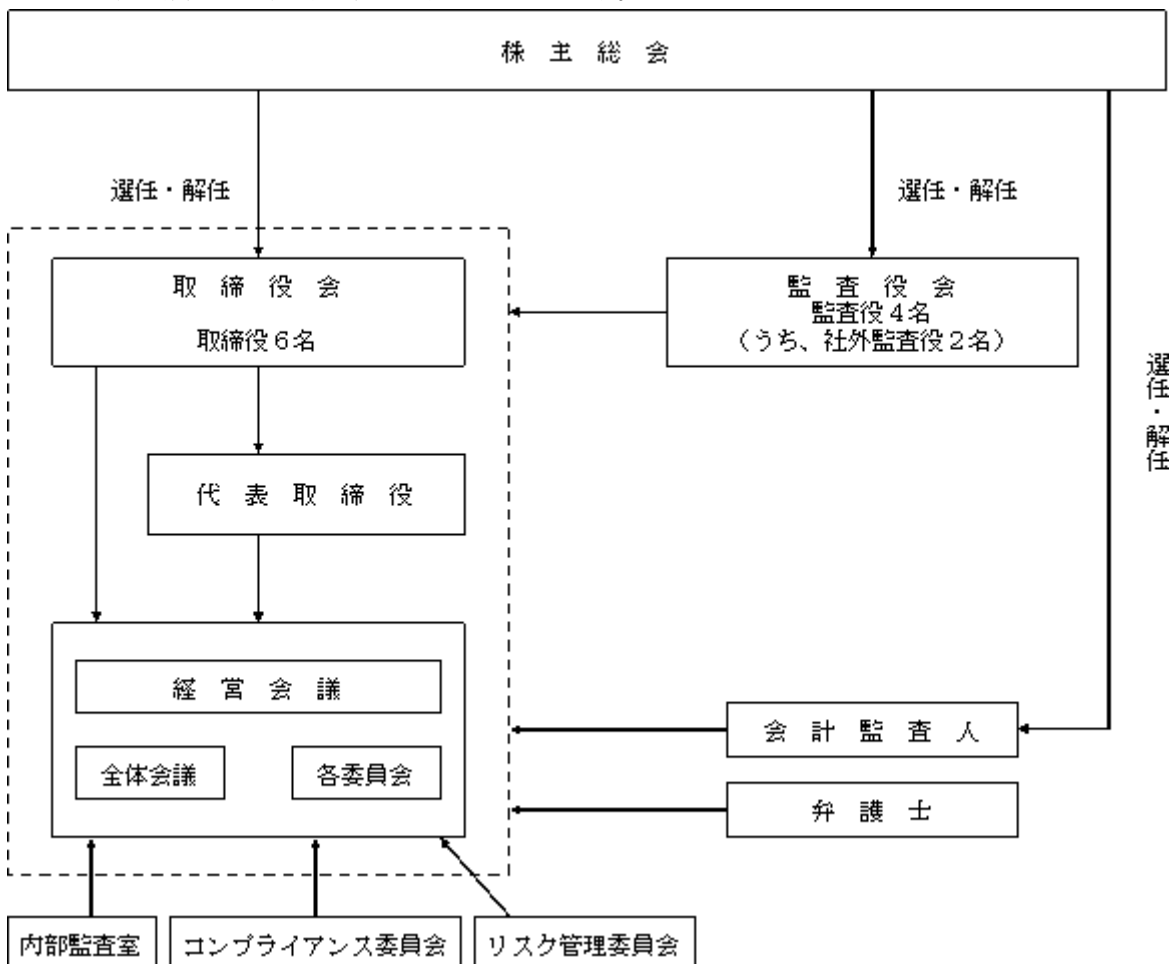 株主総会
選任・解任
選任・解任
取締役会
取締役6名
監査役会
監査役4名
(うち、社外監査役2名)
選任・解任
代表取締役
経営会議
全体会議
各委員会
会計監査人
弁護士
内部監査室
コンプライアンス委員会
リスク管理委員会